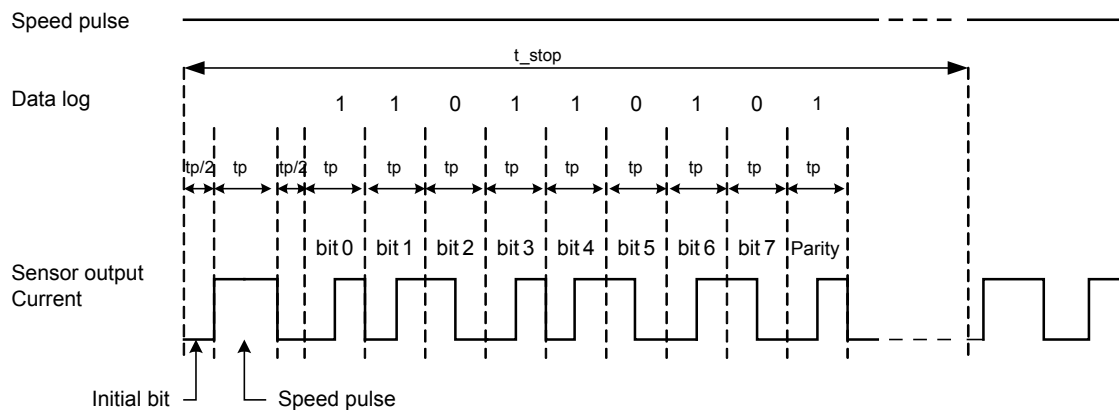 Speed pulse
t_stop
Data log 1 1 0 1 1 0 1 0 1
tp/2 tp tp/2 tp tp tp tp tp tp tp tp tp
bit 0 bit 1 bit 2 bit 3 bit 4 bit 5 bit 6 bit 7 Parity
Sensor output
Current
Initial bit Speed pulse